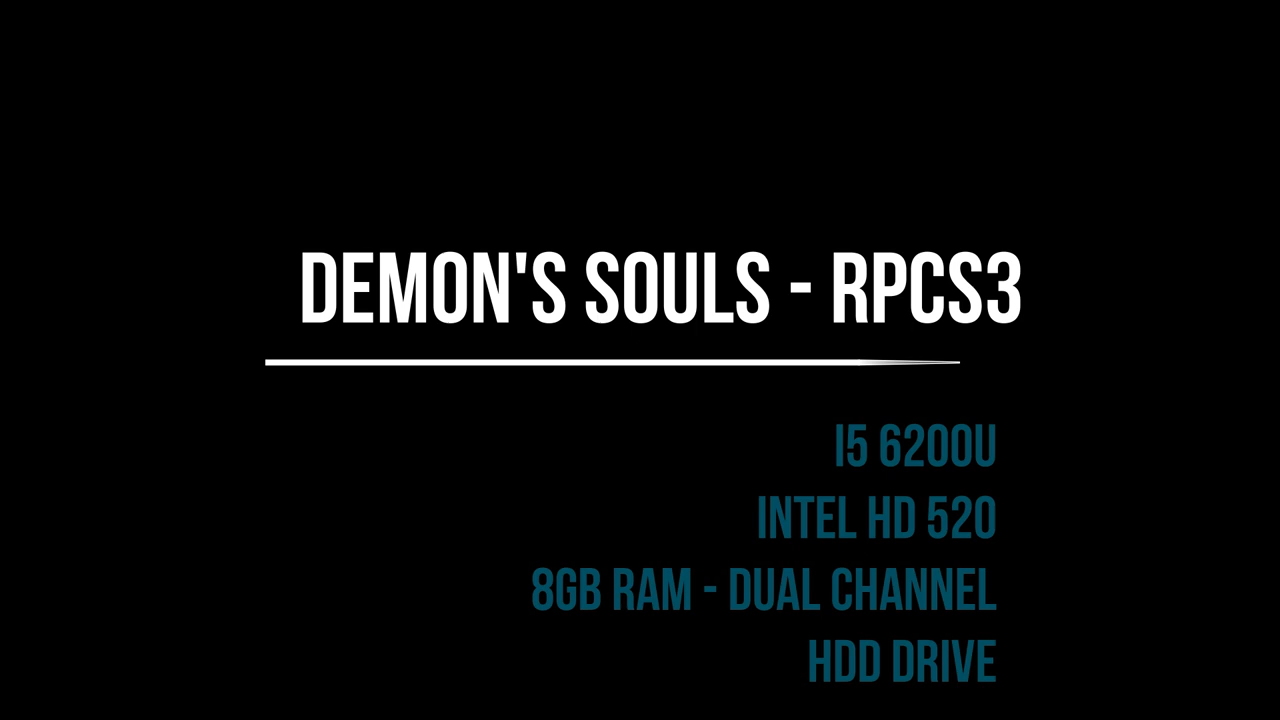 DEMON'S SOULS - RPCS3
I5 6200U
INTEL HD 520
8GB RAM - DUAL CHANNEL
HDD DRIVE